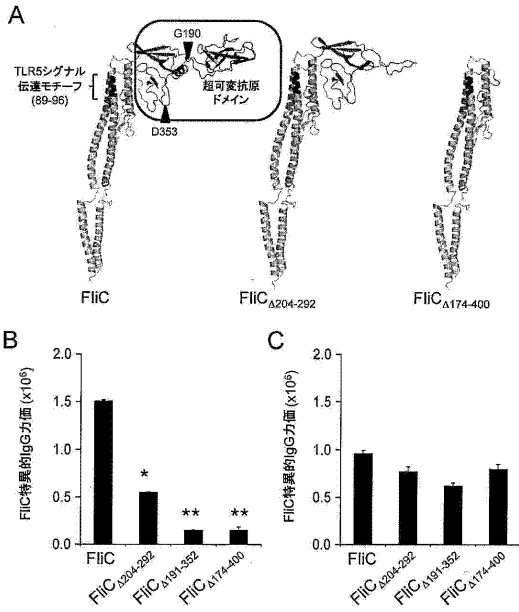 A
G190
TLR5シグナル
伝達モチーフ
(89-96)
超可変抗原
ドメイン
D353
FliC
FliCΔ204-292
FliCΔ174-400
B
FliC特異的IgG力価 (x10⁶)
2.0
1.5
1.0
0.5
0.0
*
**
**
FliC
FliCΔ204-292
FliCΔ191-352
FliCΔ174-400
C
FliC特異的IgG力価 (x10⁶)
2.0
1.5
1.0
0.5
0.0
FliC
FliCΔ204-292
FliCΔ191-352
FliCΔ174-400